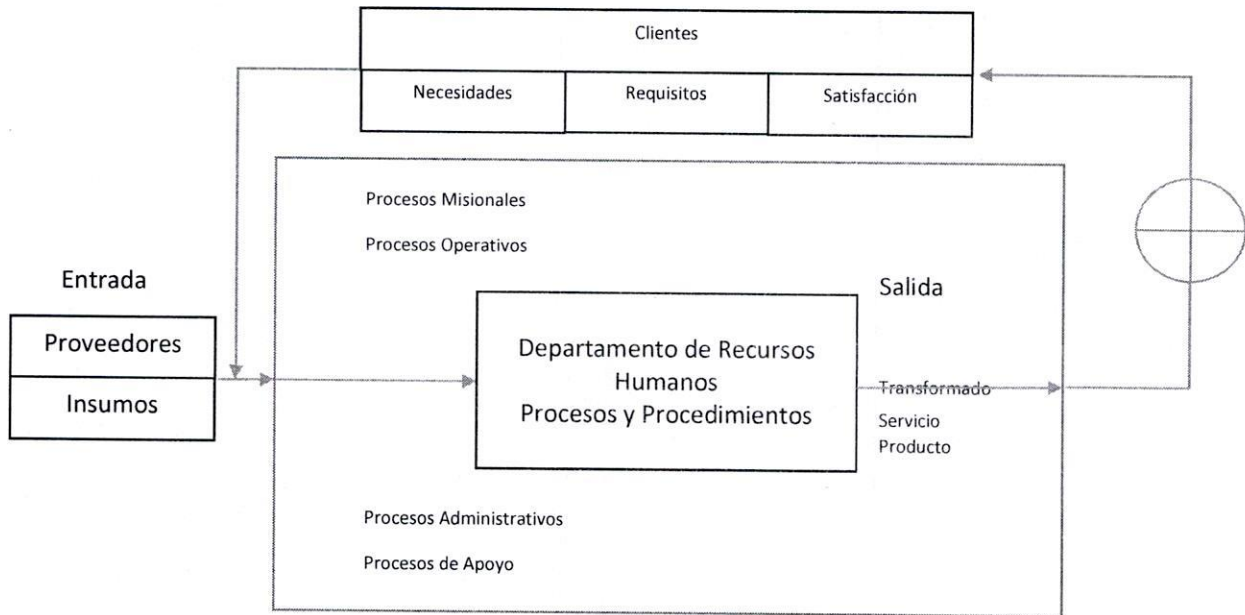 Clientes
Necesidades
Requisitos
Satisfacción
Procesos Misionales
Procesos Operativos
Entrada
Proveedores
Insumos
Departamento de Recursos
Humanos
Procesos y Procedimientos
Salida
Transformado
Servicio
Producto
Procesos Administrativos
Procesos de Apoyo